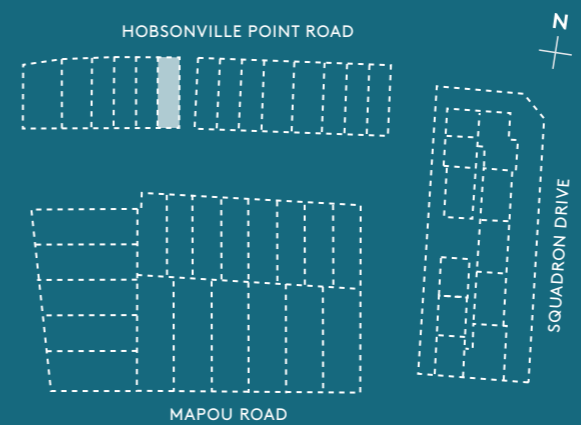 HOBSONVILLE POINT ROAD
N
SQUADRON DRIVE
MAPOU ROAD